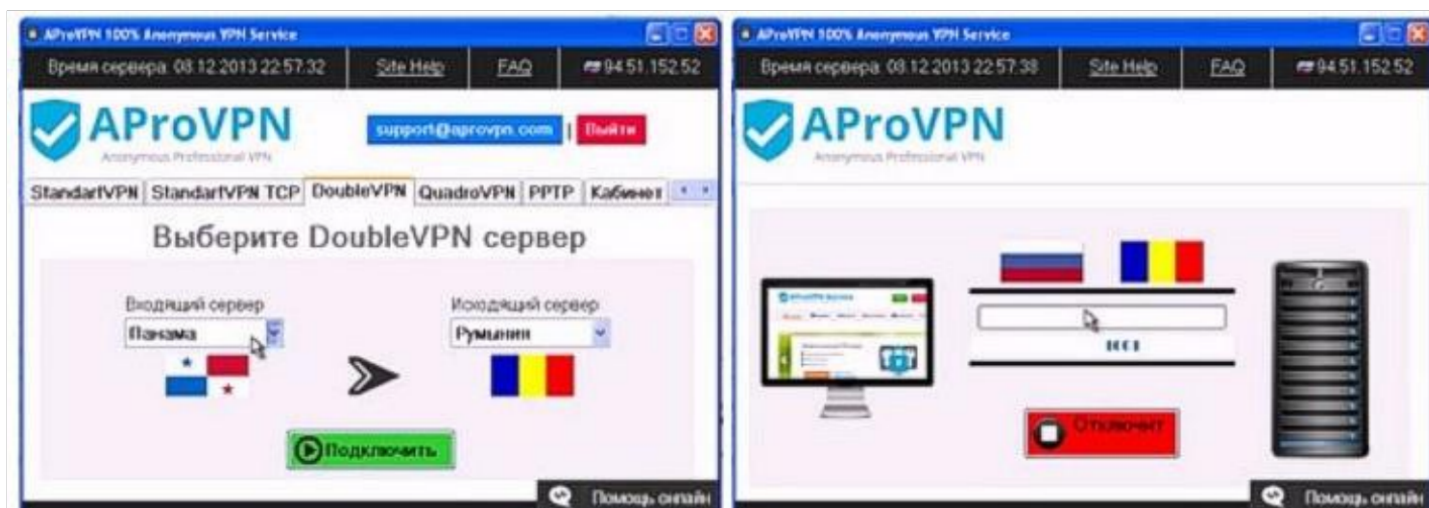 AProVPN 100% Anonymous VPN Service
Время сервера: 08.12.2013 22:57:32 Site Help FAQ 94.51.152.52
AProVPN
Anonymous Professional VPN
support@aprovpn.com | Выйти
StandartVPN StandartVPN TCP DoubleVPN QuadroVPN PPTP Кабинет
Выберите DoubleVPN сервер
Входящий сервер Исходящий сервер
Панама Румыния
Подключить
Помощь онлайн
AProVPN 100% Anonymous VPN Service
Время сервера: 08.12.2013 22:57:38 Site Help FAQ 94.51.152.52
AProVPN
Anonymous Professional VPN
Отключит
Помощь онлайн